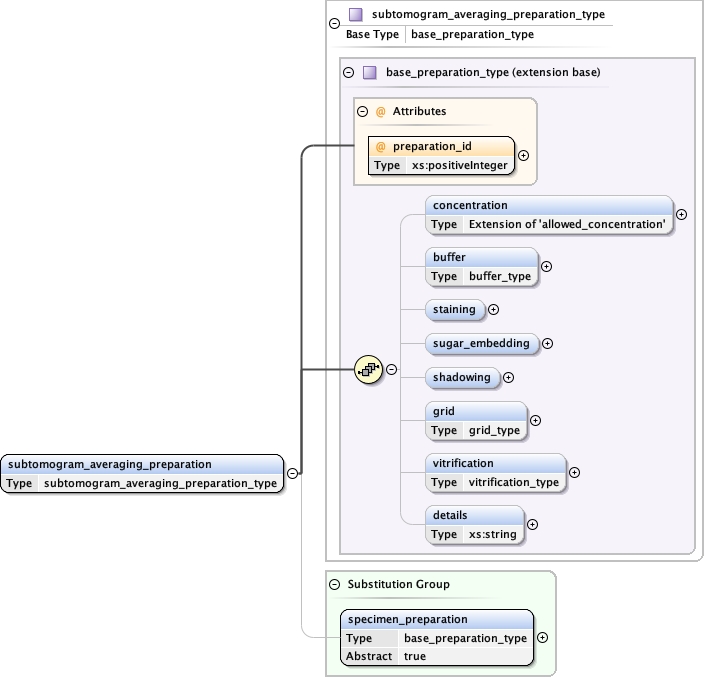 subtomogram_averaging_preparation_type
Base Type base_preparation_type
base_preparation_type (extension base)
@ Attributes
@ preparation_id
Type xs:positiveInteger
concentration
Type Extension of 'allowed_concentration'
buffer
Type buffer_type
staining
sugar_embedding
shadowing
grid
Type grid_type
vitrification
Type vitrification_type
details
Type xs:string
subtomogram_averaging_preparation
Type subtomogram_averaging_preparation_type
Substitution Group
specimen_preparation
Type base_preparation_type
Abstract true